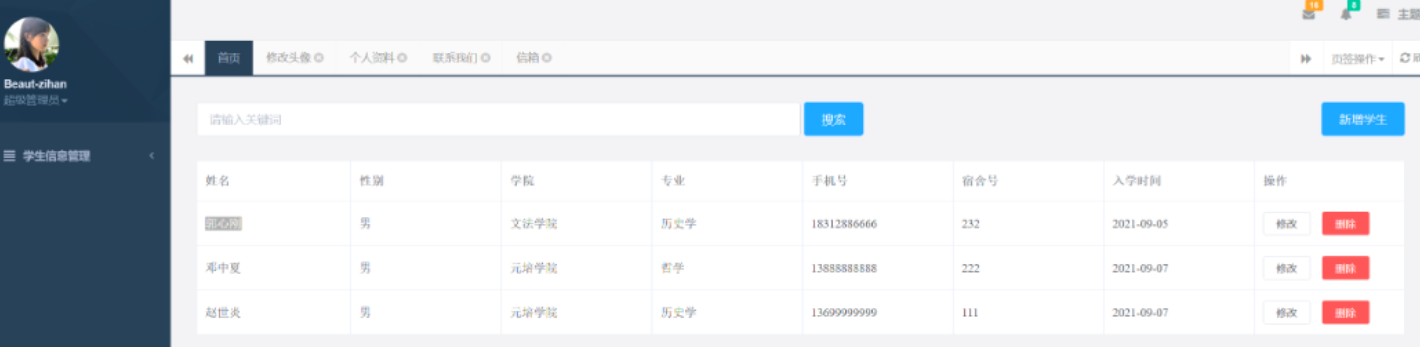 16 8
主题
Beaut-zihan
超级管理员
首页 修改头像 个人资料 联系我们 信箱 页签操作
请输入关键词 搜索 新增学生
学生信息管理
姓名 性别 学院 专业 手机号 宿舍号 入学时间 操作
郭心刚 男 文法学院 历史学 18312886666 232 2021-09-05 修改 删除
邓中夏 男 元培学院 哲学 13888888888 222 2021-09-07 修改 删除
赵世炎 男 元培学院 历史学 13699999999 111 2021-09-07 修改 删除